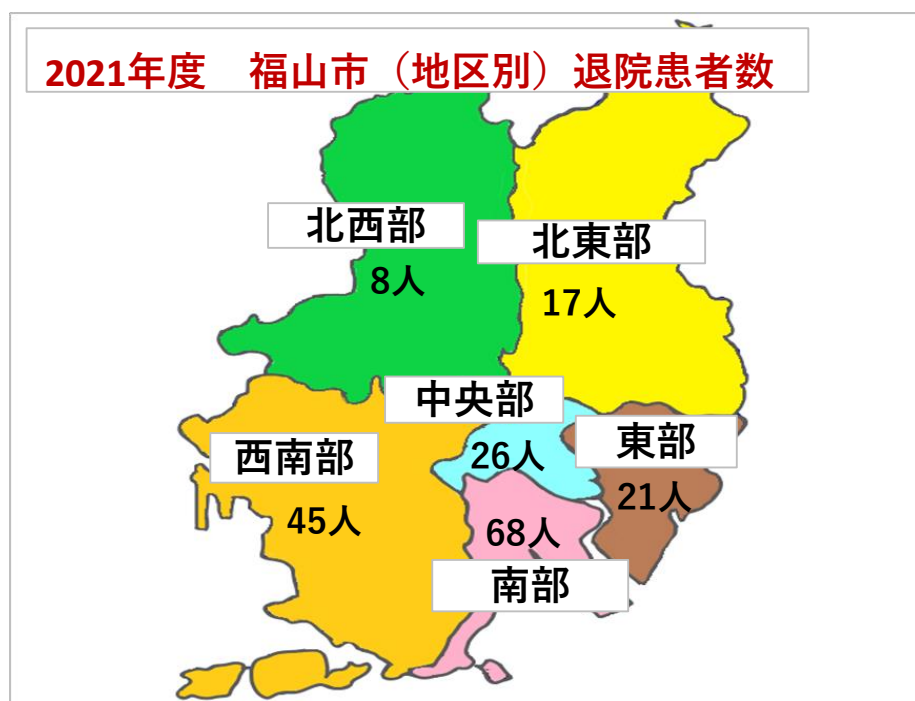 2021年度　福山市（地区別）退院患者数
北西部
8人
北東部
17人
中央部
26人
東部
21人
西南部
45人
68人
南部